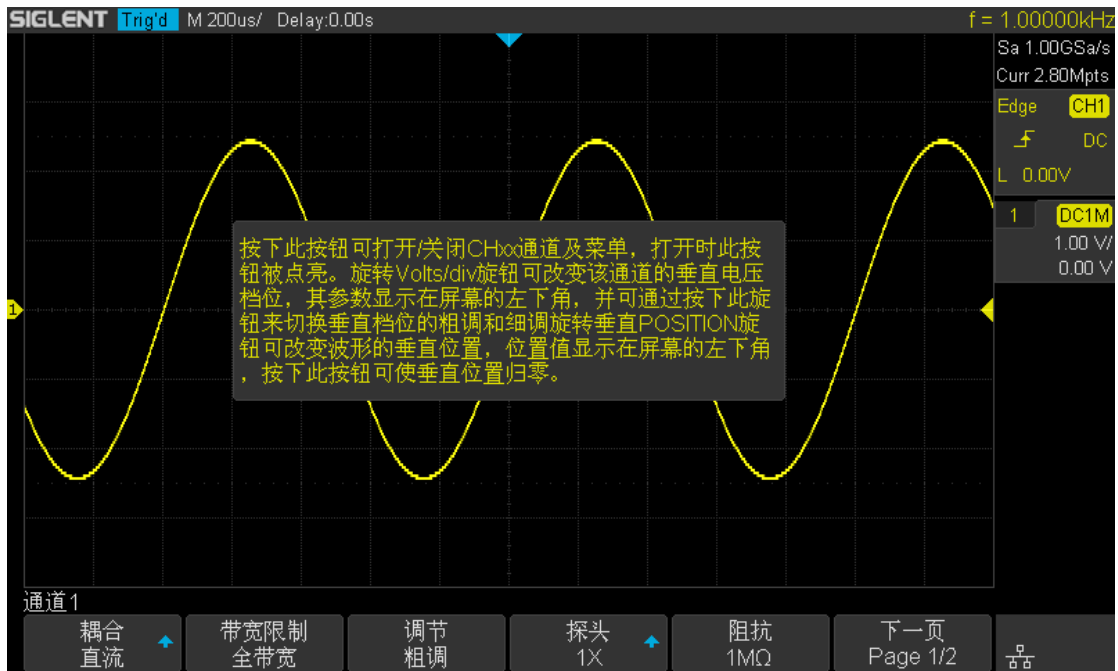 SIGLENT Trig'd M 200us/ Delay:0.00s f = 1.00000kHz
Sa 1.00GSa/s
Curr 2.80Mpts
Edge CH1
DC
L 0.00V
1 DC1M
1.00 V/
0.00 V
按下此按钮可打开/关闭CHxx通道及菜单，打开时此按
钮被点亮。旋转Volts/div旋钮可改变该通道的垂直电压
档位，其参数显示在屏幕的左下角，并可通过按下此旋
钮来切换垂直档位的粗调和细调旋转垂直POSITION旋
钮可改变波形的垂直位置，位置值显示在屏幕的左下角
，按下此按钮可使垂直位置归零。
1
通道1
耦合
直流
带宽限制
全带宽
调节
粗调
探头
1X
阻抗
1MΩ
下一页
Page 1/2